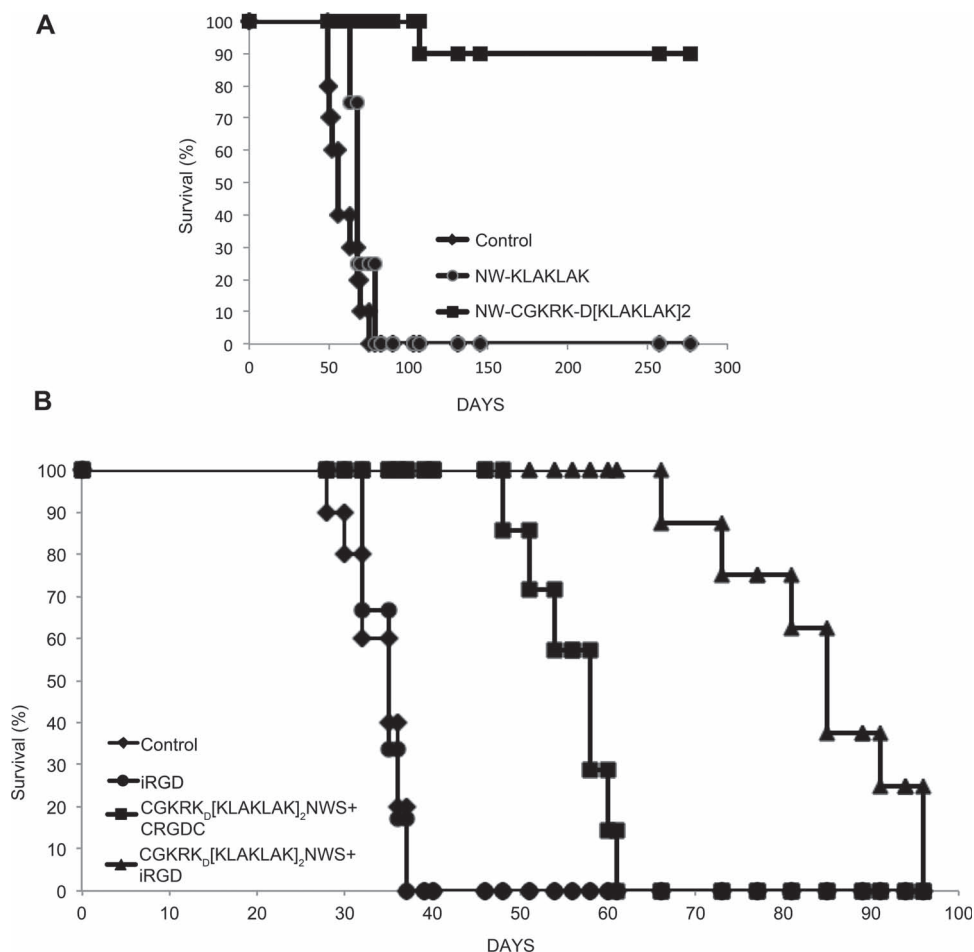 A
100
90
80
70
60
50
40
30
20
10
0
Survival (%)
Control
NW-KLAKLAK
NW-CGKRK-D[KLAKLAK]2
0 50 100 150 200 250 300
DAYS
B
100
90
80
70
60
50
40
30
20
10
0
Survival (%)
Control
iRGD
CGKRKD[KLAKLAK]2NWS+
CRGDC
CGKRKD[KLAKLAK]2NWS+
iRGD
0 10 20 30 40 50 60 70 80 90 100
DAYS